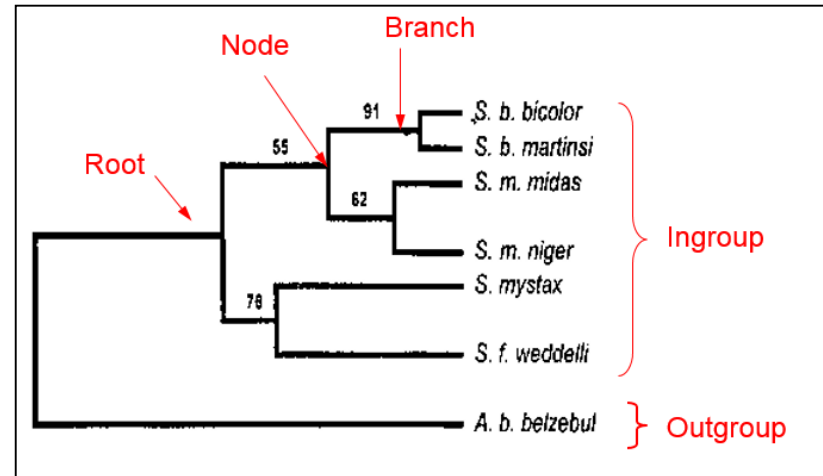 Branch
Node
91
S. b. bicolor
55
S. b. martinsi
Root
S. m. midas
62
Ingroup
S. m. niger
S. mystax
76
S. f. weddelli
A. b. belzebul
Outgroup